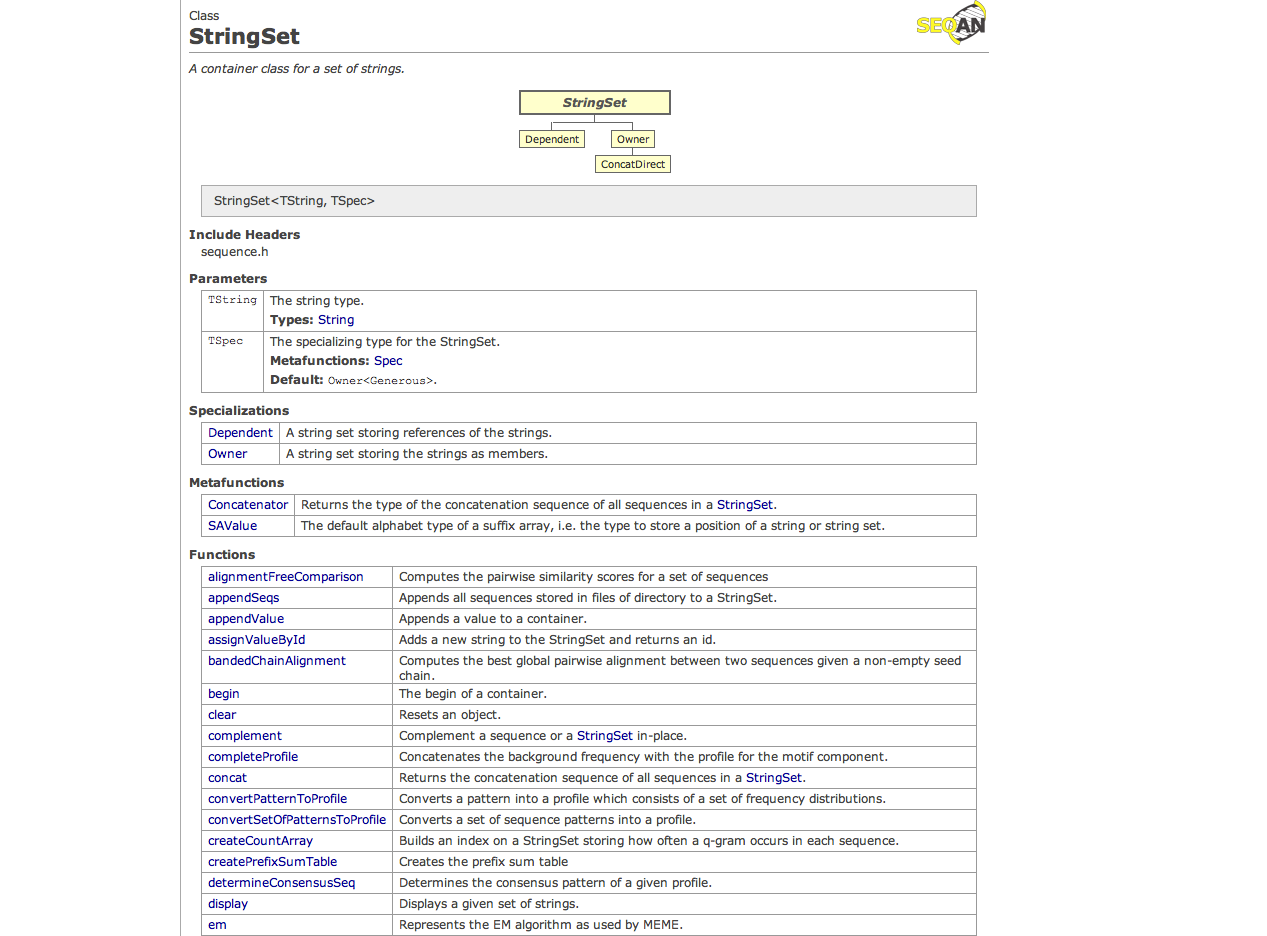 Class
StringSet
SEQAN
A container class for a set of strings.
StringSet
Dependent Owner
ConcatDirect
StringSet<TString, TSpec>
Include Headers
sequence.h
Parameters
TString The string type.
Types: String
TSpec The specializing type for the StringSet.
Metafunctions: Spec
Default: Owner<Generous>.
Specializations
Dependent A string set storing references of the strings.
Owner A string set storing the strings as members.
Metafunctions
Concatenator Returns the type of the concatenation sequence of all sequences in a StringSet.
SAValue The default alphabet type of a suffix array, i.e. the type to store a position of a string or string set.
Functions
alignmentFreeComparison Computes the pairwise similarity scores for a set of sequences
appendSeqs Appends all sequences stored in files of directory to a StringSet.
appendValue Appends a value to a container.
assignValueById Adds a new string to the StringSet and returns an id.
bandedChainAlignment Computes the best global pairwise alignment between two sequences given a non-empty seed
chain.
begin The begin of a container.
clear Resets an object.
complement Complement a sequence or a StringSet in-place.
completeProfile Concatenates the background frequency with the profile for the motif component.
concat Returns the concatenation sequence of all sequences in a StringSet.
convertPatternToProfile Converts a pattern into a profile which consists of a set of frequency distributions.
convertSetOfPatternsToProfile Converts a set of sequence patterns into a profile.
createCountArray Builds an index on a StringSet storing how often a q-gram occurs in each sequence.
createPrefixSumTable Creates the prefix sum table
determineConsensusSeq Determines the consensus pattern of a given profile.
display Displays a given set of strings.
em Represents the EM algorithm as used by MEME.